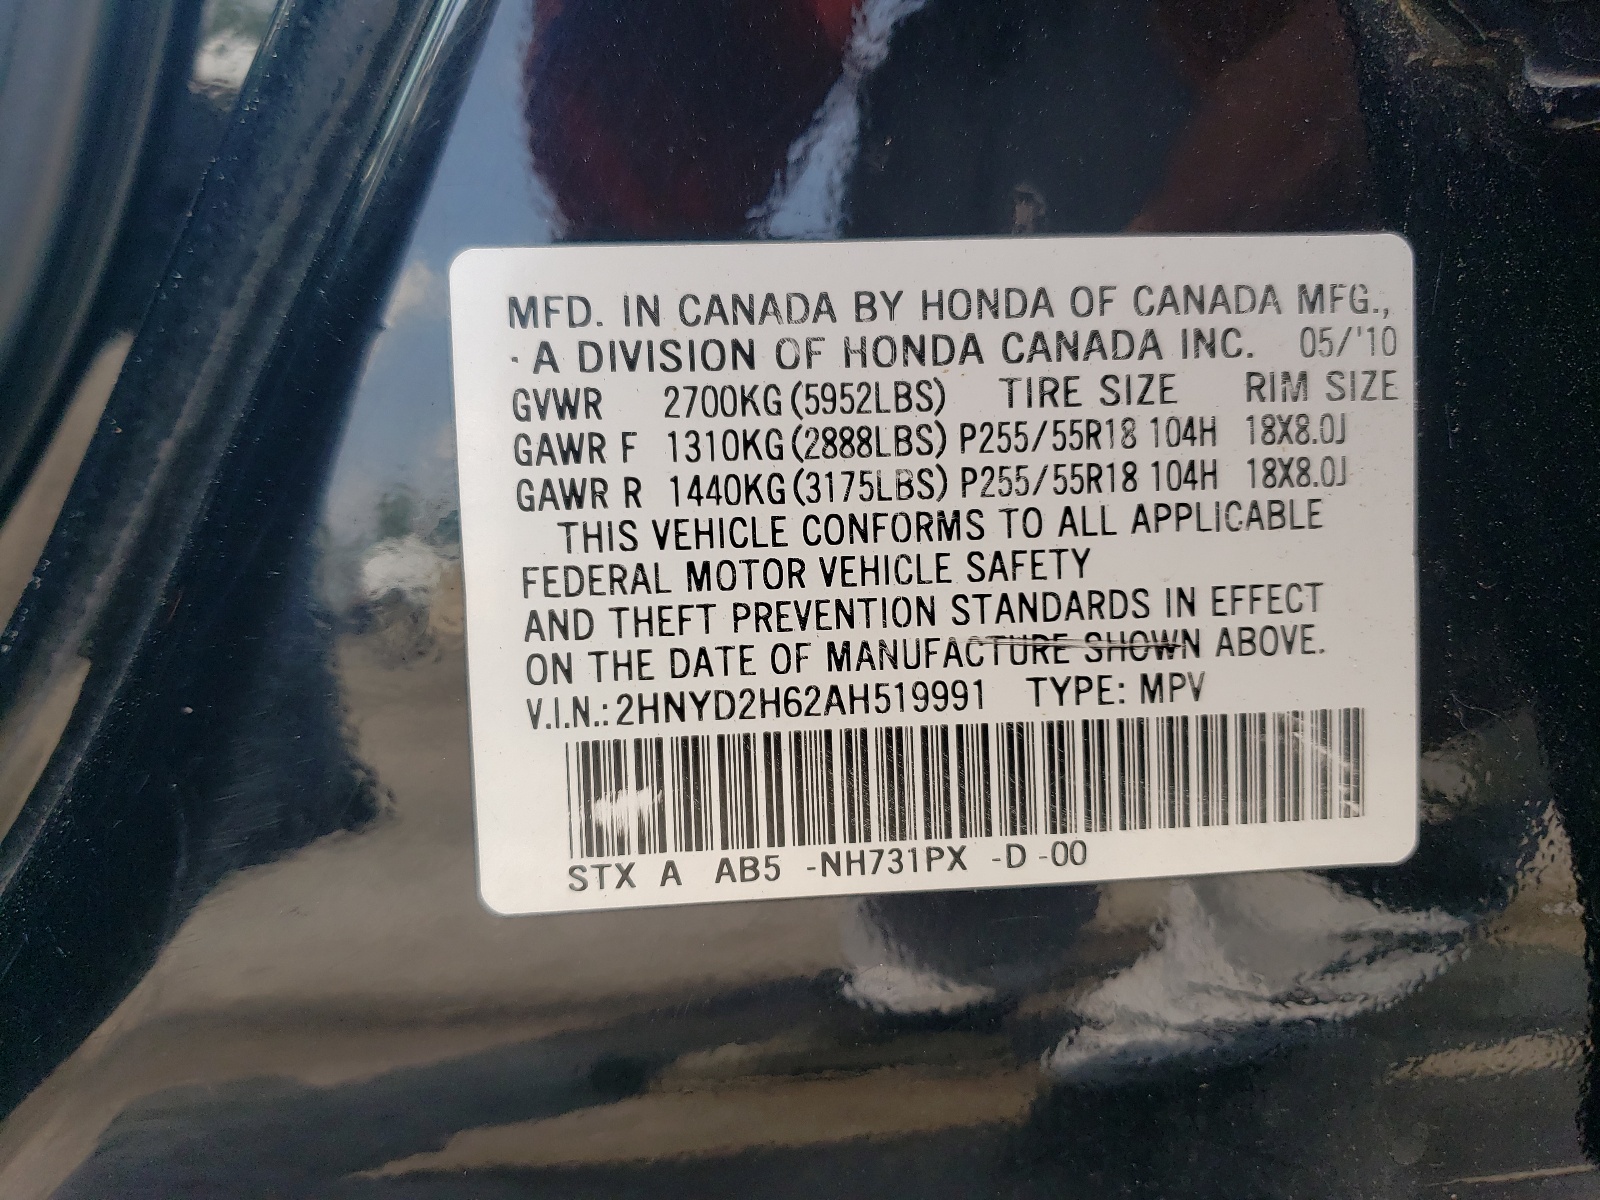 MFD. IN CANADA BY HONDA OF CANADA MFG.,
. A DIVISION OF HONDA CANADA INC. 05/'10
GVWR 2700KG (5952LBS) TIRE SIZE RIM SIZE
GAWR F 1310KG (2888LBS) P255/55R18 104H 18X8.0J
GAWR R 1440KG (3175LBS) P255/55R18 104H 18X8.0J
THIS VEHICLE CONFORMS TO ALL APPLICABLE
FEDERAL MOTOR VEHICLE SAFETY
AND THEFT PREVENTION STANDARDS IN EFFECT
ON THE DATE OF MANUFACTURE SHOWN ABOVE.
V.I.N.: 2HNYD2H62AH519991 TYPE: MPV
STX A AB5 -NH731PX -D -00